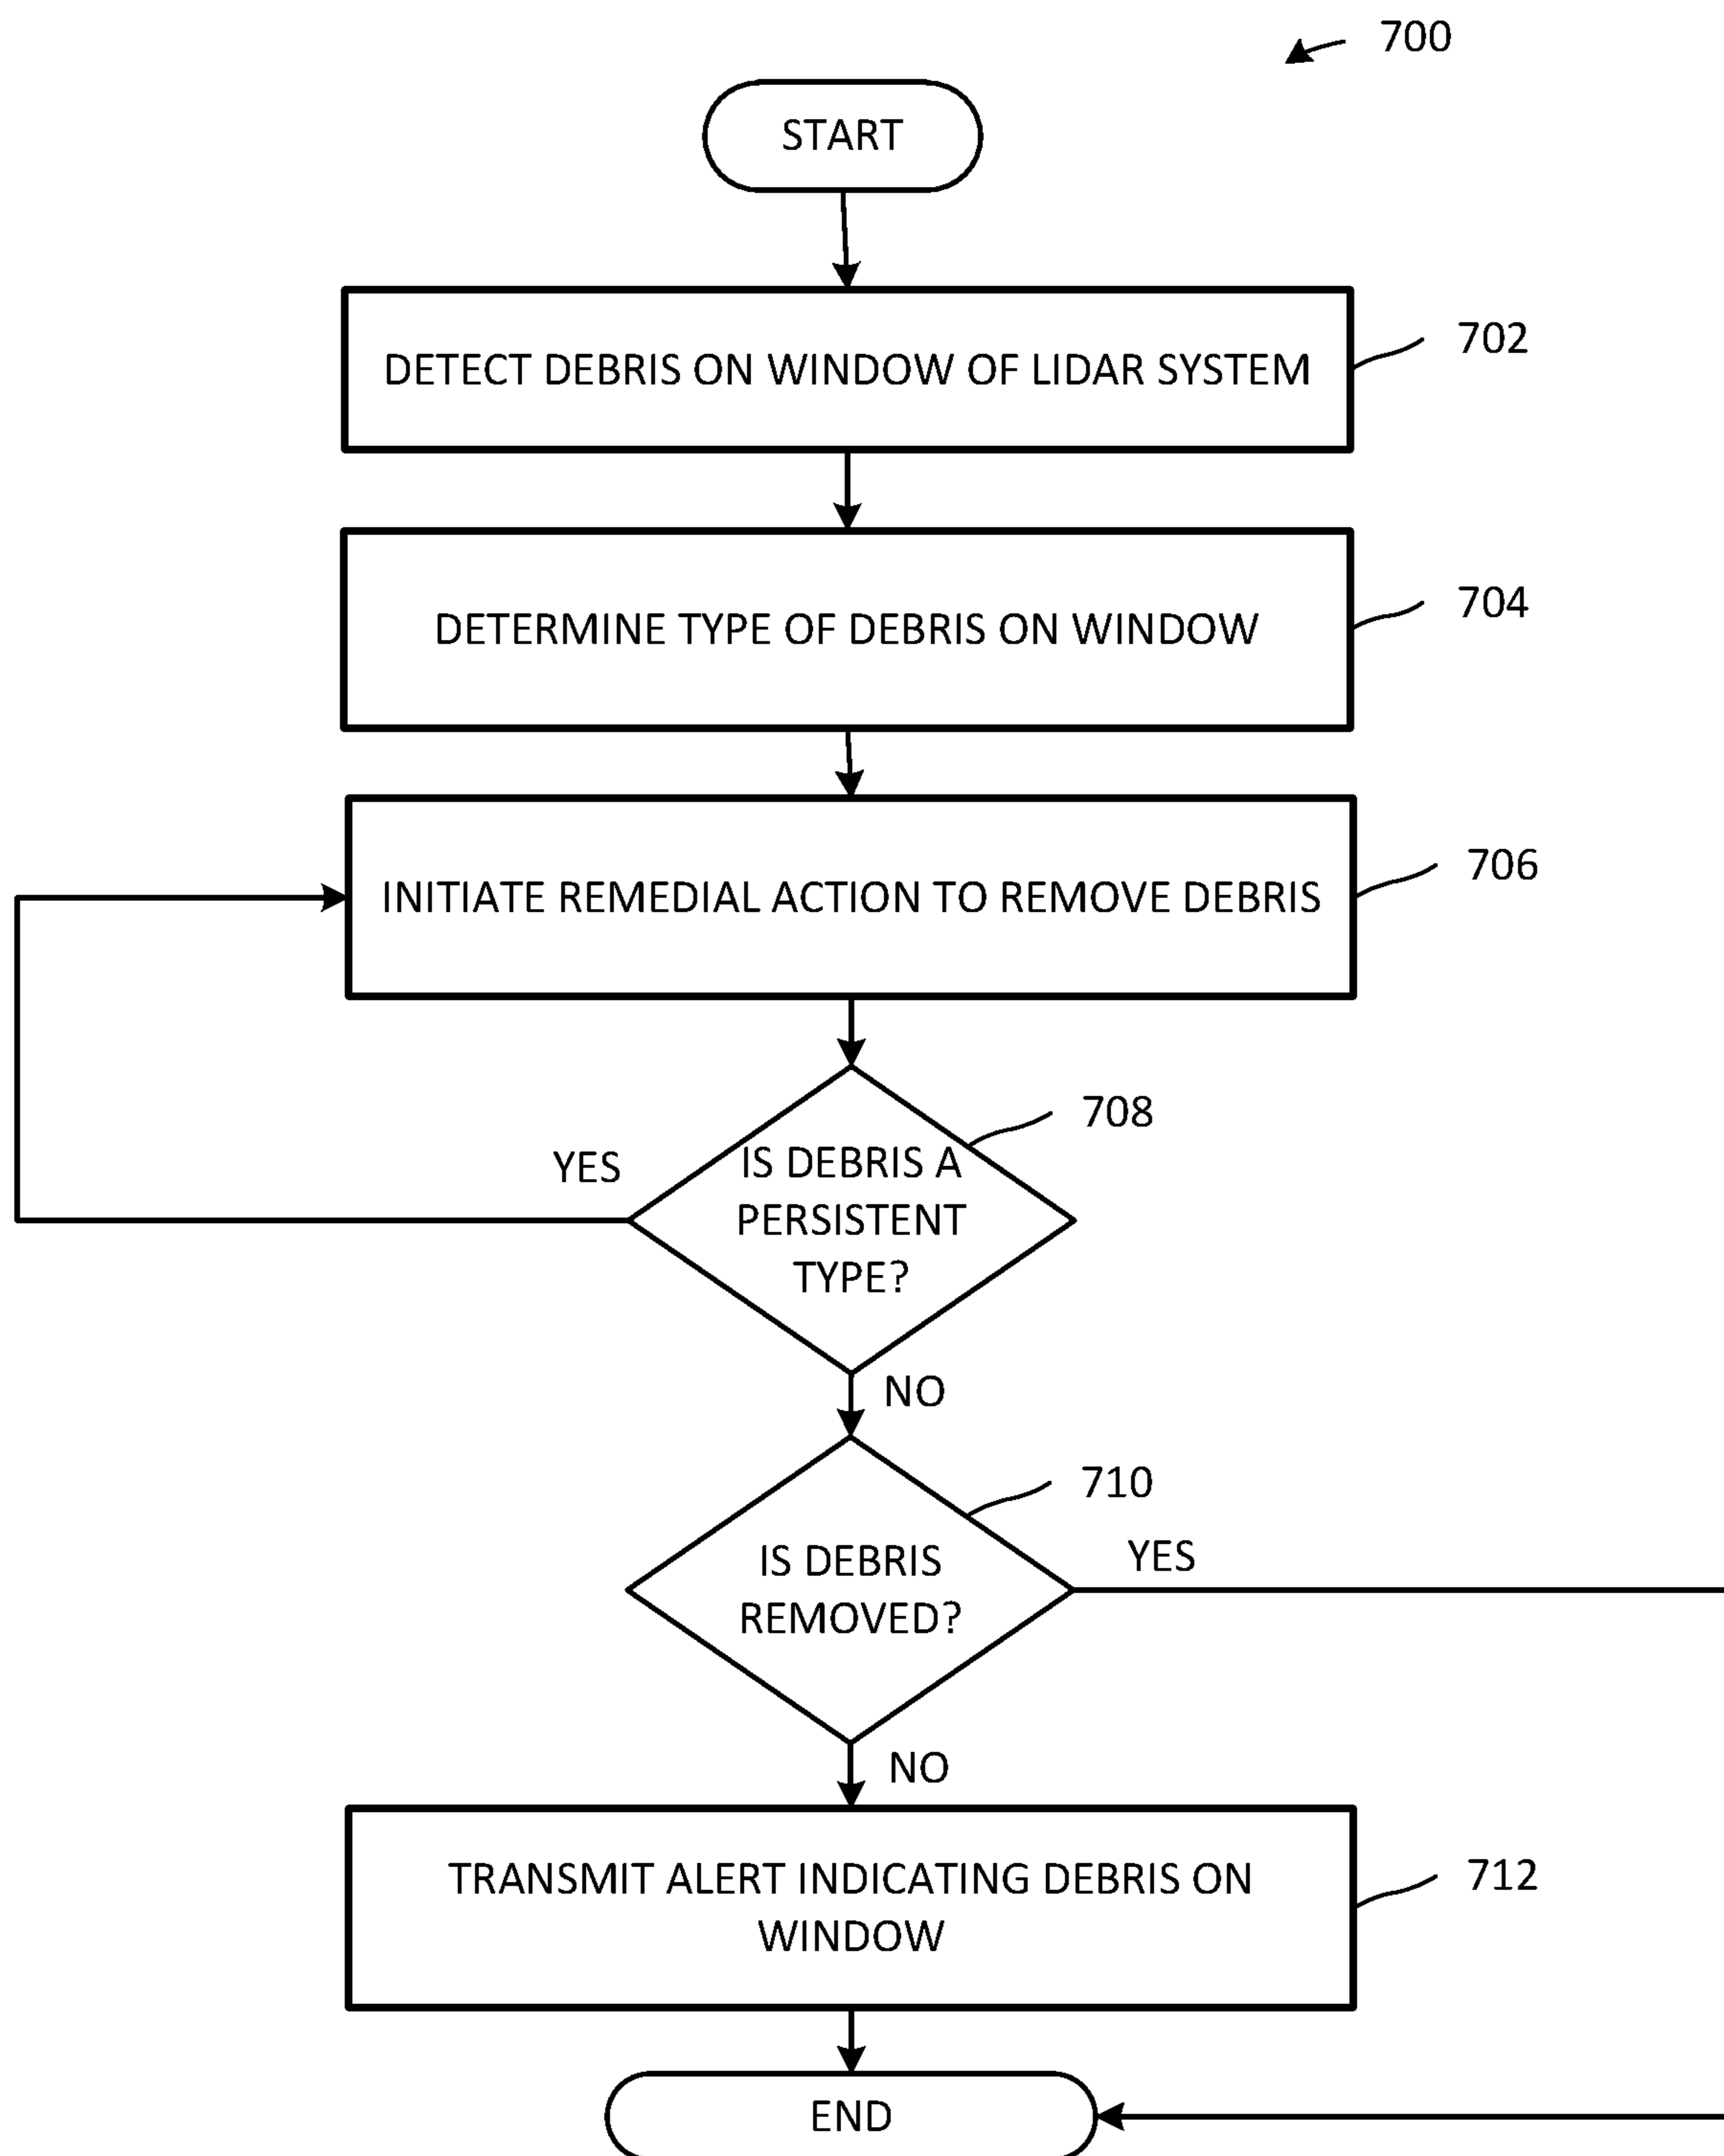 700
START
DETECT DEBRIS ON WINDOW OF LIDAR SYSTEM
702
DETERMINE TYPE OF DEBRIS ON WINDOW
704
INITIATE REMEDIAL ACTION TO REMOVE DEBRIS
706
708
YES
IS DEBRIS A
PERSISTENT
TYPE?
NO
710
YES
IS DEBRIS
REMOVED?
NO
TRANSMIT ALERT INDICATING DEBRIS ON
WINDOW
712
END